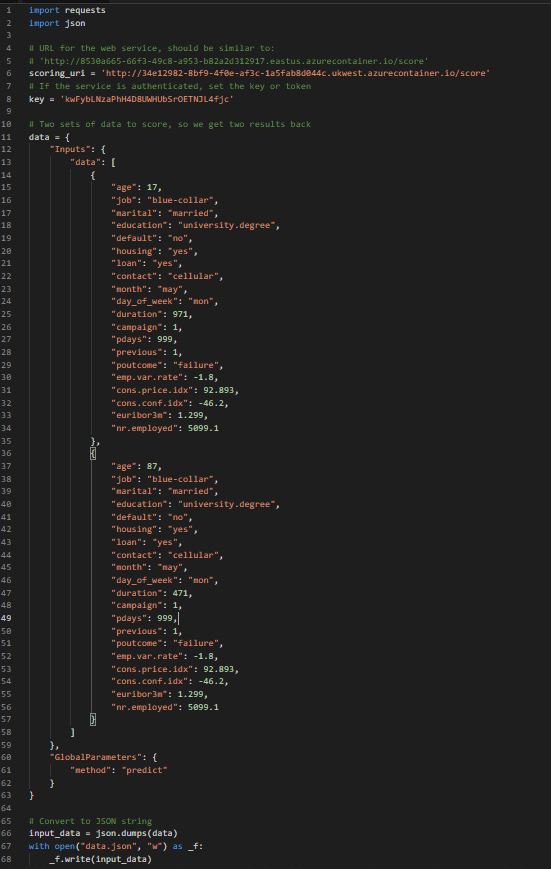 1 import requests
2 import json
3
4 # URL for the web service, should be similar to:
5 # 'http://8530a665-66f3-49c8-a953-b82a2d312917.eastus.azurecontainer.io/score'
6 scoring_uri = 'http://34e12982-8bf9-4f0e-af3c-1a5fab8d044c.ukwest.azurecontainer.io/score'
7 # If the service is authenticated, set the key or token
8 key = 'kwFybLNzaPhH4D8UWHUbSrOETNJL4fjc'
9
10 # Two sets of data to score, so we get two results back
11 data = {
12 "Inputs": {
13 "data": [
14 {
15 "age": 17,
16 "job": "blue-collar",
17 "marital": "married",
18 "education": "university.degree",
19 "default": "no",
20 "housing": "yes",
21 "loan": "yes",
22 "contact": "cellular",
23 "month": "may",
24 "day_of_week": "mon",
25 "duration": 971,
26 "campaign": 1,
27 "pdays": 999,
28 "previous": 1,
29 "poutcome": "failure",
30 "emp.var.rate": -1.8,
31 "cons.price.idx": 92.893,
32 "cons.conf.idx": -46.2,
33 "euribor3m": 1.299,
34 "nr.employed": 5099.1
35 },
36 {
37 "age": 87,
38 "job": "blue-collar",
39 "marital": "married",
40 "education": "university.degree",
41 "default": "no",
42 "housing": "yes",
43 "loan": "yes",
44 "contact": "cellular",
45 "month": "may",
46 "day_of_week": "mon",
47 "duration": 471,
48 "campaign": 1,
49 "pdays": 999,
50 "previous": 1,
51 "poutcome": "failure",
52 "emp.var.rate": -1.8,
53 "cons.price.idx": 92.893,
54 "cons.conf.idx": -46.2,
55 "euribor3m": 1.299,
56 "nr.employed": 5099.1
57 }
58 ]
59 },
60 "GlobalParameters": {
61 "method": "predict"
62 }
63 }
64
65 # Convert to JSON string
66 input_data = json.dumps(data)
67 with open("data.json", "w") as _f:
68 _f.write(input_data)